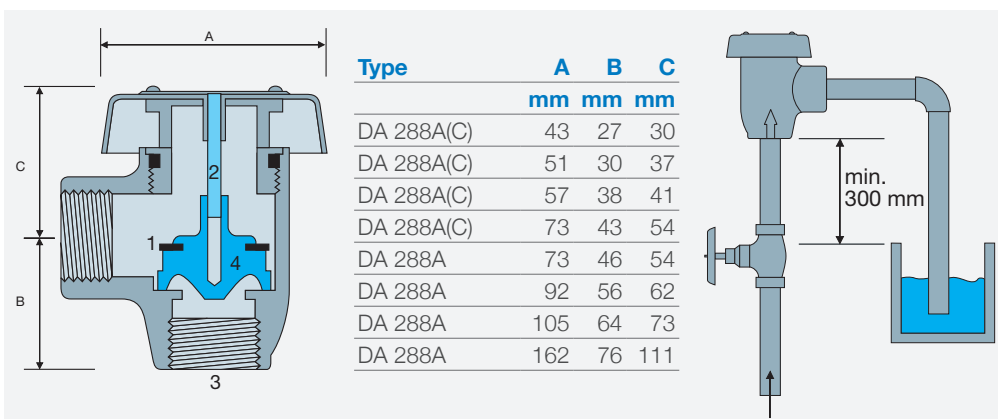 A
C
B
1
2
4
3
Type A B C
mm mm mm
DA 288A(C) 43 27 30
DA 288A(C) 51 30 37
DA 288A(C) 57 38 41
DA 288A(C) 73 43 54
DA 288A 73 46 54
DA 288A 92 56 62
DA 288A 105 64 73
DA 288A 162 76 111
min.
300 mm